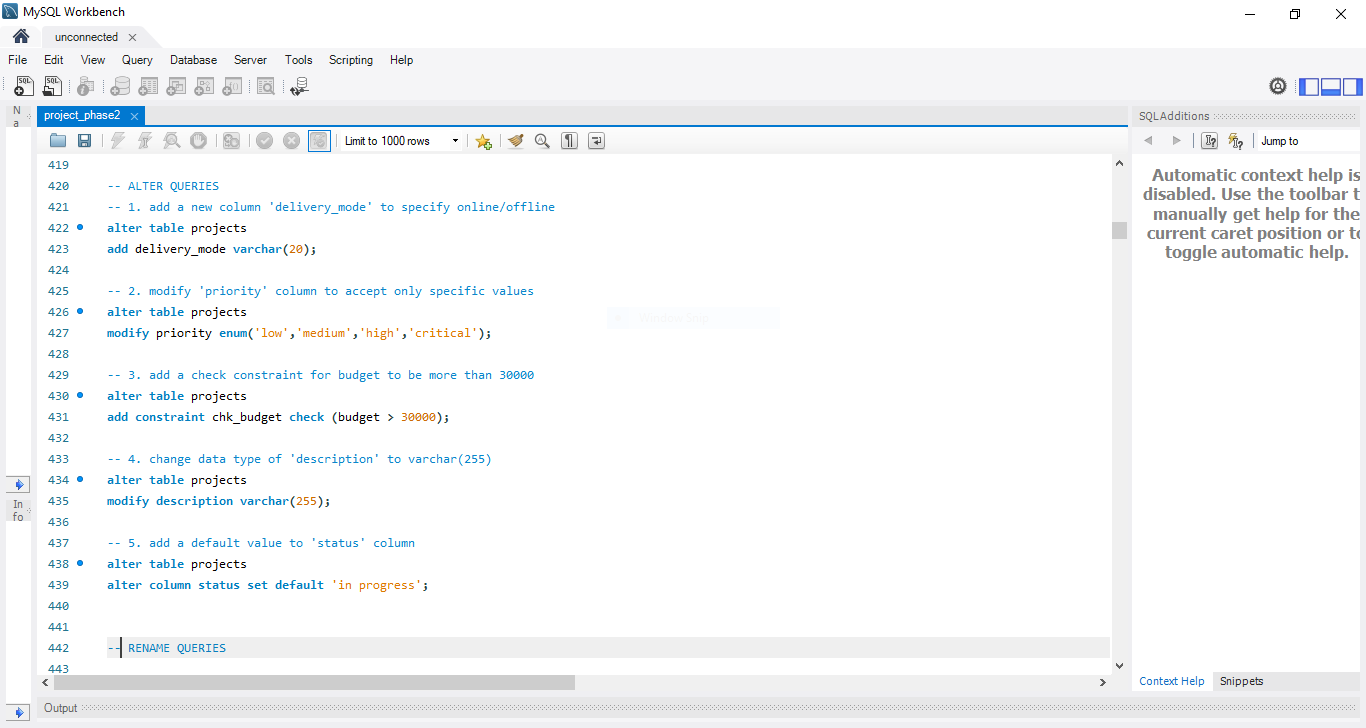 MySQL Workbench
unconnected
File Edit View Query Database Server Tools Scripting Help
SQL SQL
N
a
project_phase2
SQLAdditions
Limit to 1000 rows
Jump to
419
420 -- ALTER QUERIES
421 -- 1. add a new column 'delivery_mode' to specify online/offline
422 alter table projects
423 add delivery_mode varchar(20);
424
425 -- 2. modify 'priority' column to accept only specific values
426 alter table projects
427 modify priority enum('low','medium','high','critical');
428
429 -- 3. add a check constraint for budget to be more than 30000
430 alter table projects
431 add constraint chk_budget check (budget > 30000);
432
433 -- 4. change data type of 'description' to varchar(255)
434 alter table projects
435 modify description varchar(255);
436
437 -- 5. add a default value to 'status' column
438 alter table projects
439 alter column status set default 'in progress';
440
441
442 -- RENAME QUERIES
443
Automatic context help is
disabled. Use the toolbar t
manually get help for the
current caret position or to
toggle automatic help.
In
fo
Context Help Snippets
Output